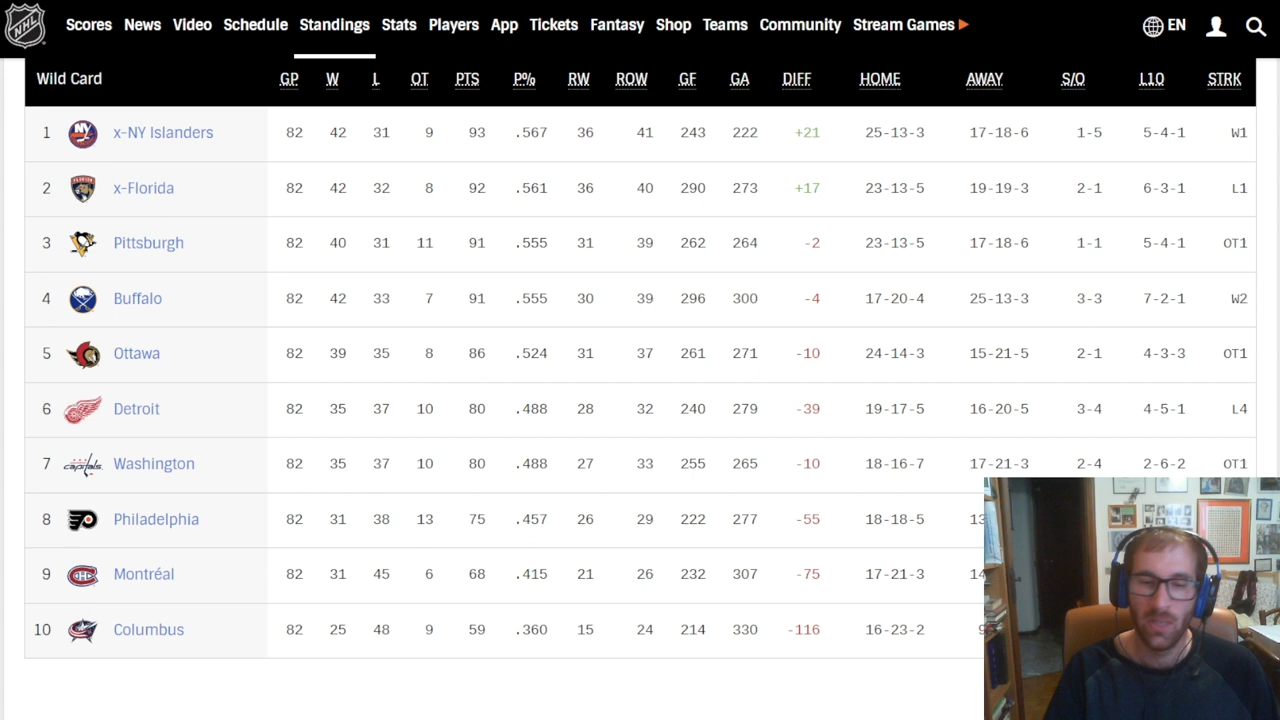 NHL Scores News Video Schedule Standings Stats Players App Tickets Fantasy Shop Teams Community Stream Games EN
Wild Card GP W L OT PTS P% RW ROW GF GA DIFF HOME AWAY S/O L10 STRK
1 x-NY Islanders 82 42 31 9 93 .567 36 41 243 222 +21 25-13-3 17-18-6 1-5 5-4-1 W1
2 x-Florida 82 42 32 8 92 .561 36 40 290 273 +17 23-13-5 19-19-3 2-1 6-3-1 L1
3 Pittsburgh 82 40 31 11 91 .555 31 39 262 264 -2 23-13-5 17-18-6 1-1 5-4-1 OT1
4 Buffalo 82 42 33 7 91 .555 30 39 296 300 -4 17-20-4 25-13-3 3-3 7-2-1 W2
5 Ottawa 82 39 35 8 86 .524 31 37 261 271 -10 24-14-3 15-21-5 2-1 4-3-3 OT1
6 Detroit 82 35 37 10 80 .488 28 32 240 279 -39 19-17-5 16-20-5 3-4 4-5-1 L4
7 capitals Washington 82 35 37 10 80 .488 27 33 255 265 -10 18-16-7 17-21-3 2-4 2-6-2 OT1
8 Philadelphia 82 31 38 13 75 .457 26 29 222 277 -55 18-18-5 13
9 Montréal 82 31 45 6 68 .415 21 26 232 307 -75 17-21-3 14
10 Columbus 82 25 48 9 59 .360 15 24 214 330 -116 16-23-2 9